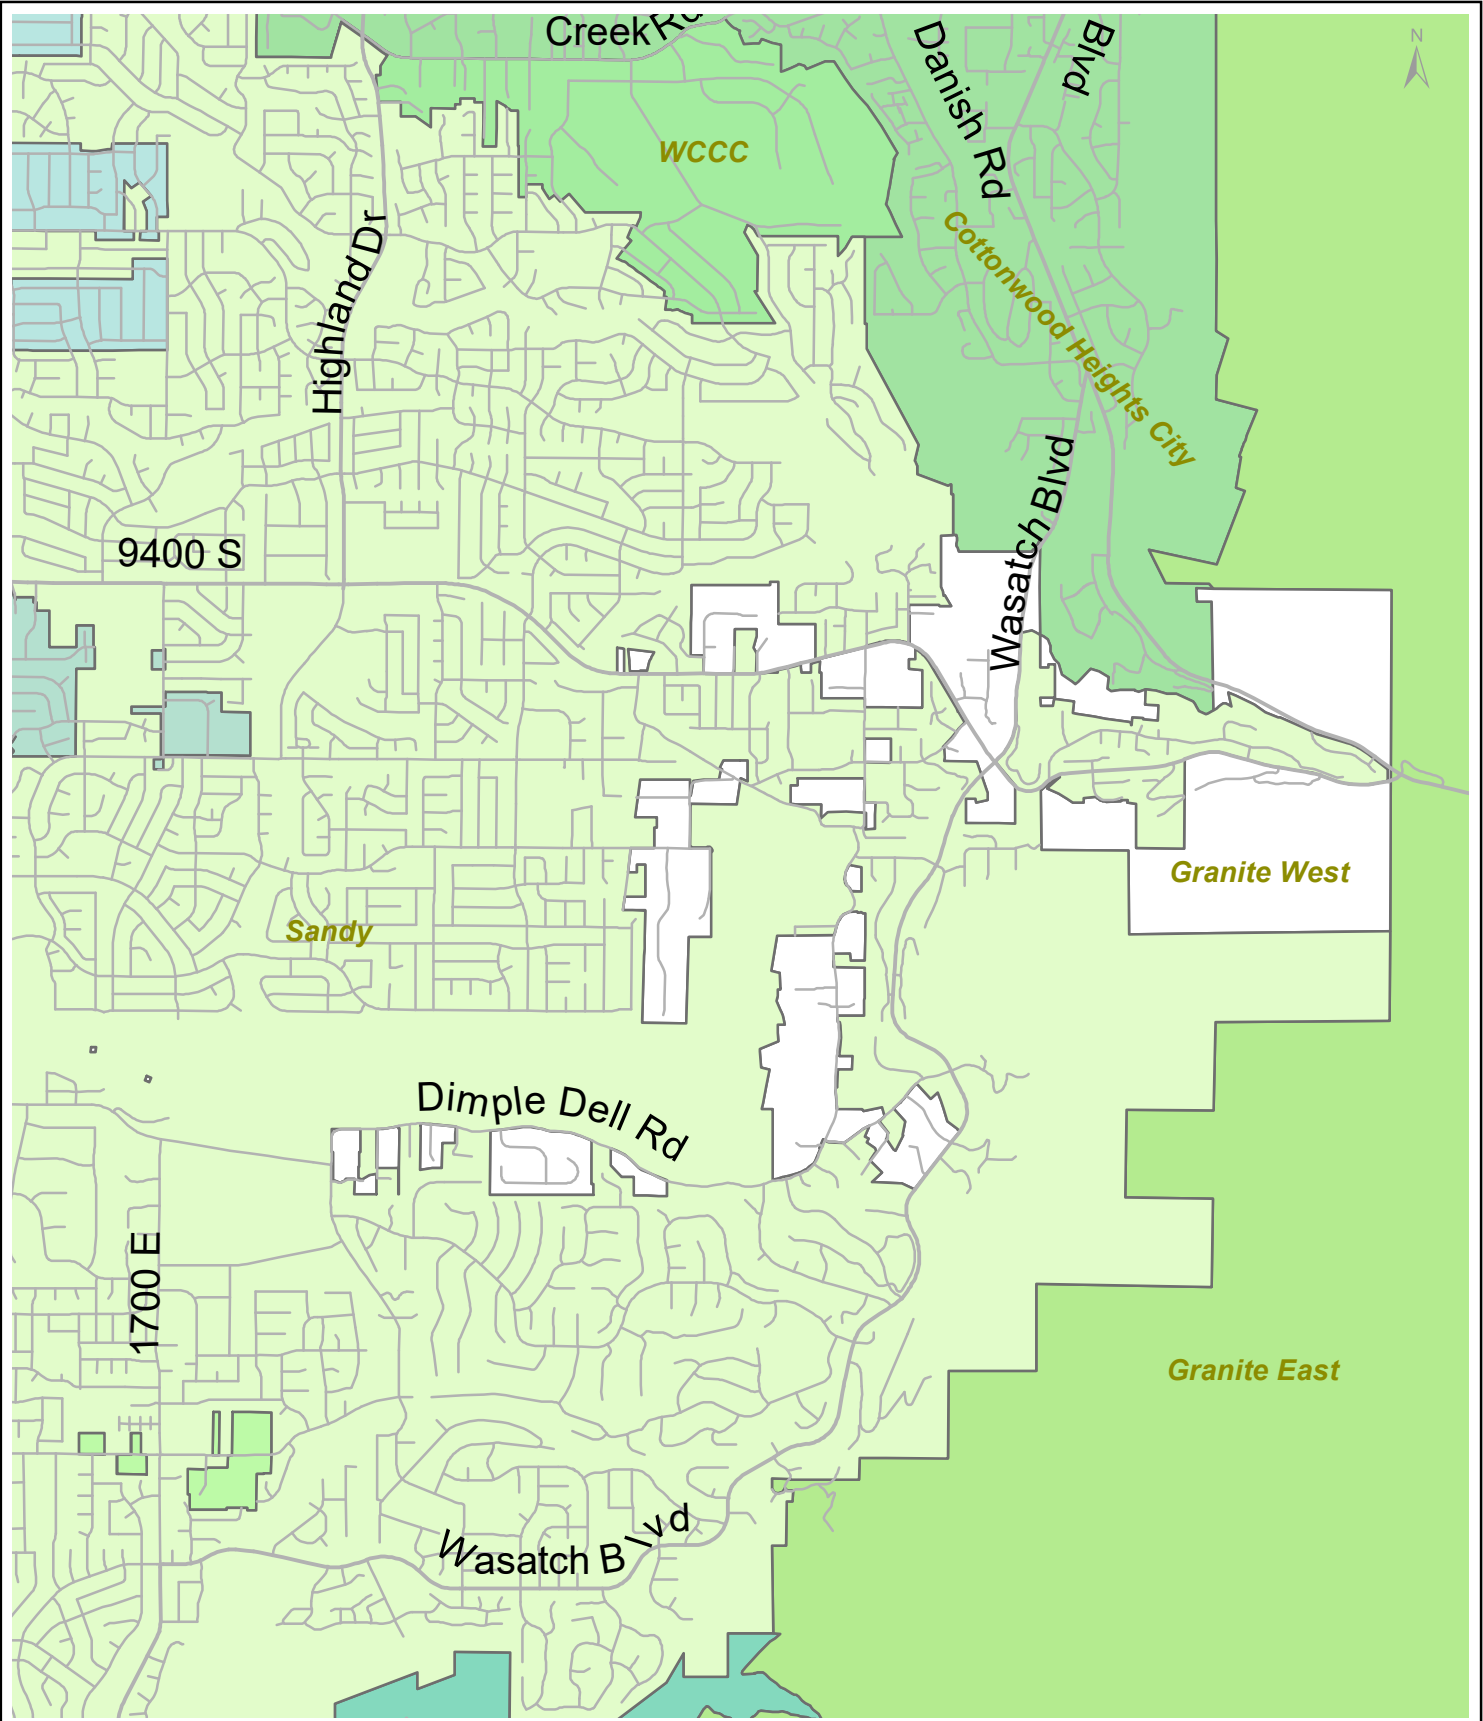 Creek Rd
Danish Rd
Blvd
N
WCCC
Cottonwood Heights City
Highland Dr
Wasatch Blvd
9400 S
Granite West
Sandy
Dimple Dell Rd
1700 E
Granite East
Wasatch Blvd